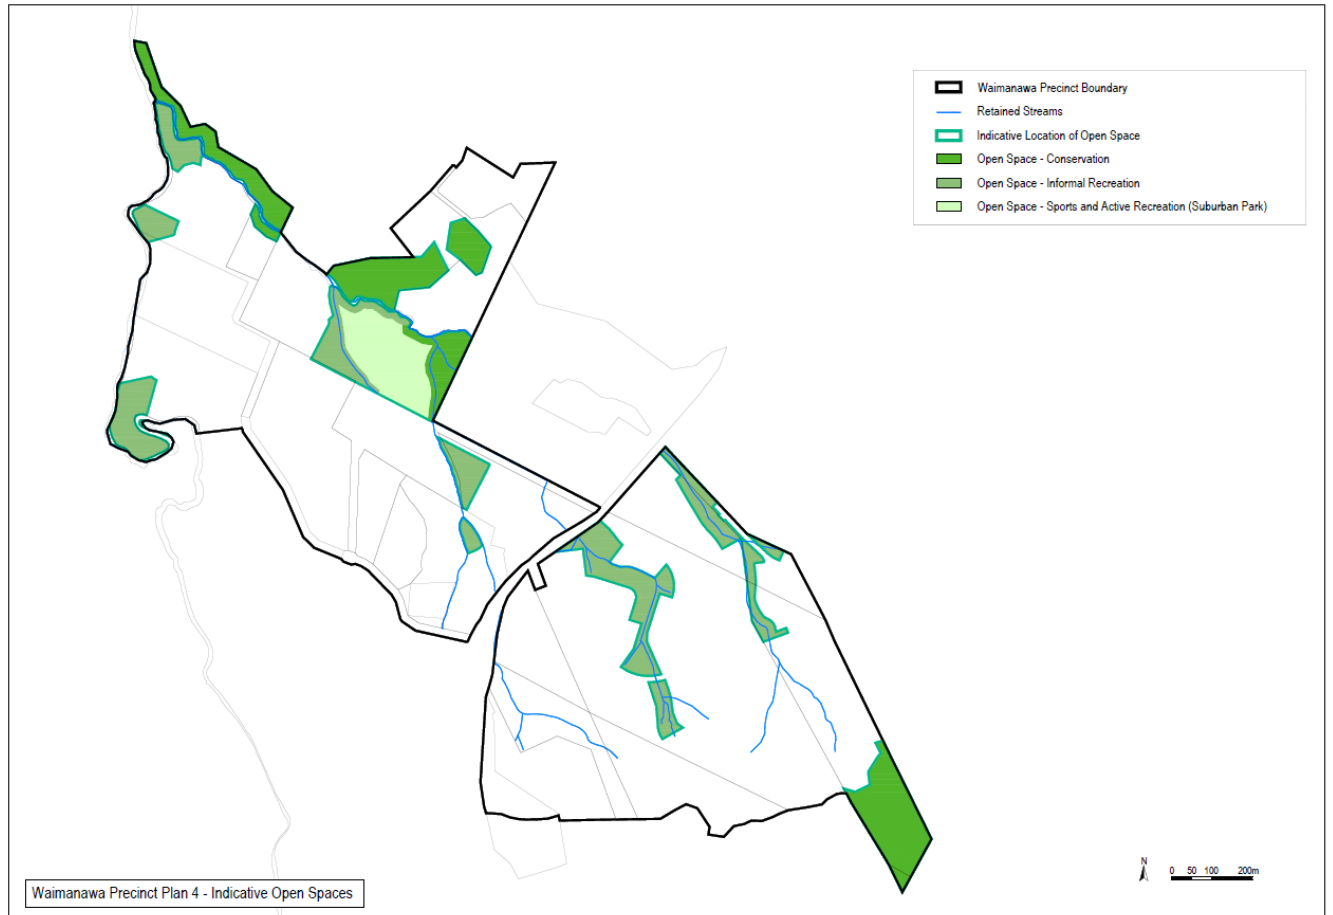 Waimanawa Precinct Boundary
Retained Streams
Indicative Location of Open Space
Open Space - Conservation
Open Space - Informal Recreation
Open Space - Sports and Active Recreation (Suburban Park)
N
0 50 100 200m
Waimanawa Precinct Plan 4 - Indicative Open Spaces